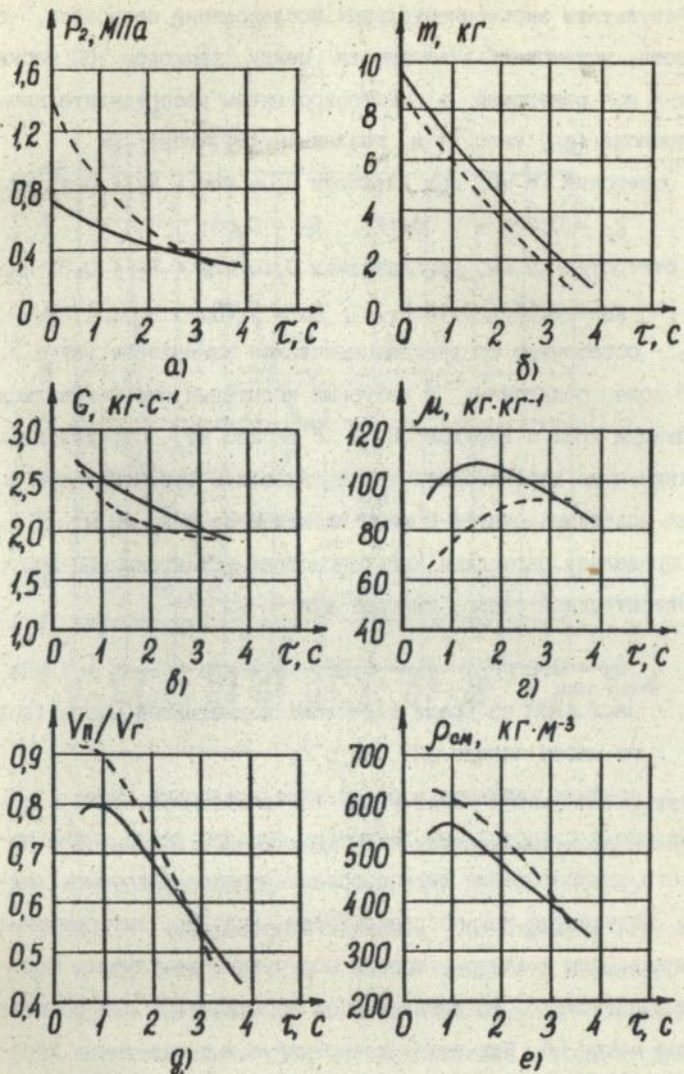 P₂, МПа
1,6
1,2
0,8
0,4
0
1 2 3 4 τ, с
а)
m, кг
10
8
6
4
2
0
1 2 3 4 τ, с
б)
G, кг·с⁻¹
3,0
2,5
2,0
1,5
1,0
0 1 2 3 4 τ, с
в)
μ, кг·кг⁻¹
120
100
80
60
40
0 1 2 3 4 τ, с
г)
Vп/Vг
0,9
0,8
0,7
0,6
0,5
0,4
0 1 2 3 4 τ, с
д)
ρсм, кг·м⁻³
700
600
500
400
300
200
0 1 2 3 4 τ, с
е)